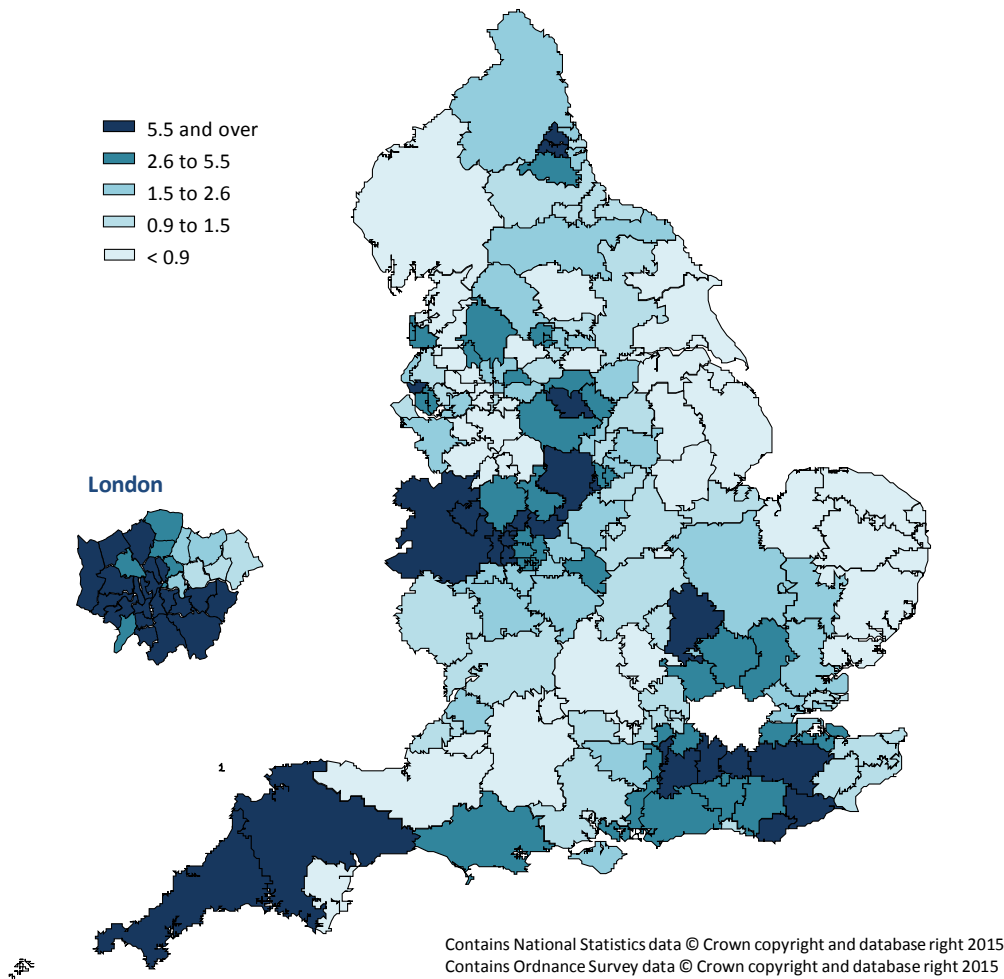 5.5 and over
2.6 to 5.5
1.5 to 2.6
0.9 to 1.5
< 0.9
London
1
Contains National Statistics data © Crown copyright and database right 2015
Contains Ordnance Survey data © Crown copyright and database right 2015